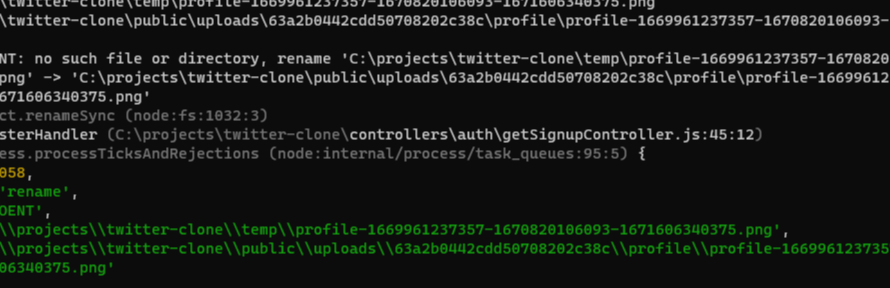 \twitter-clone\temp\profile-1669961237357-1670820106093-1671606340375.png
\twitter-clone\public\uploads\63a2b0442cdd50708202c38c\profile\profile-1669961237357-1670820106093-
NT: no such file or directory, rename 'C:\projects\twitter-clone\temp\profile-1669961237357-1670820
png' -> 'C:\projects\twitter-clone\public\uploads\63a2b0442cdd50708202c38c\profile\profile-16699612
671606340375.png'
ct.renameSync (node:fs:1032:3)
sterHandler (C:\projects\twitter-clone\controllers\auth\getSignupController.js:45:12)
ess.processTicksAndRejections (node:internal/process/task_queues:95:5) {
058,
'rename',
OENT',
\\projects\\twitter-clone\\temp\\profile-1669961237357-1670820106093-1671606340375.png',
\\projects\\twitter-clone\\public\\uploads\\63a2b0442cdd50708202c38c\\profile\\profile-166996123735
06340375.png'